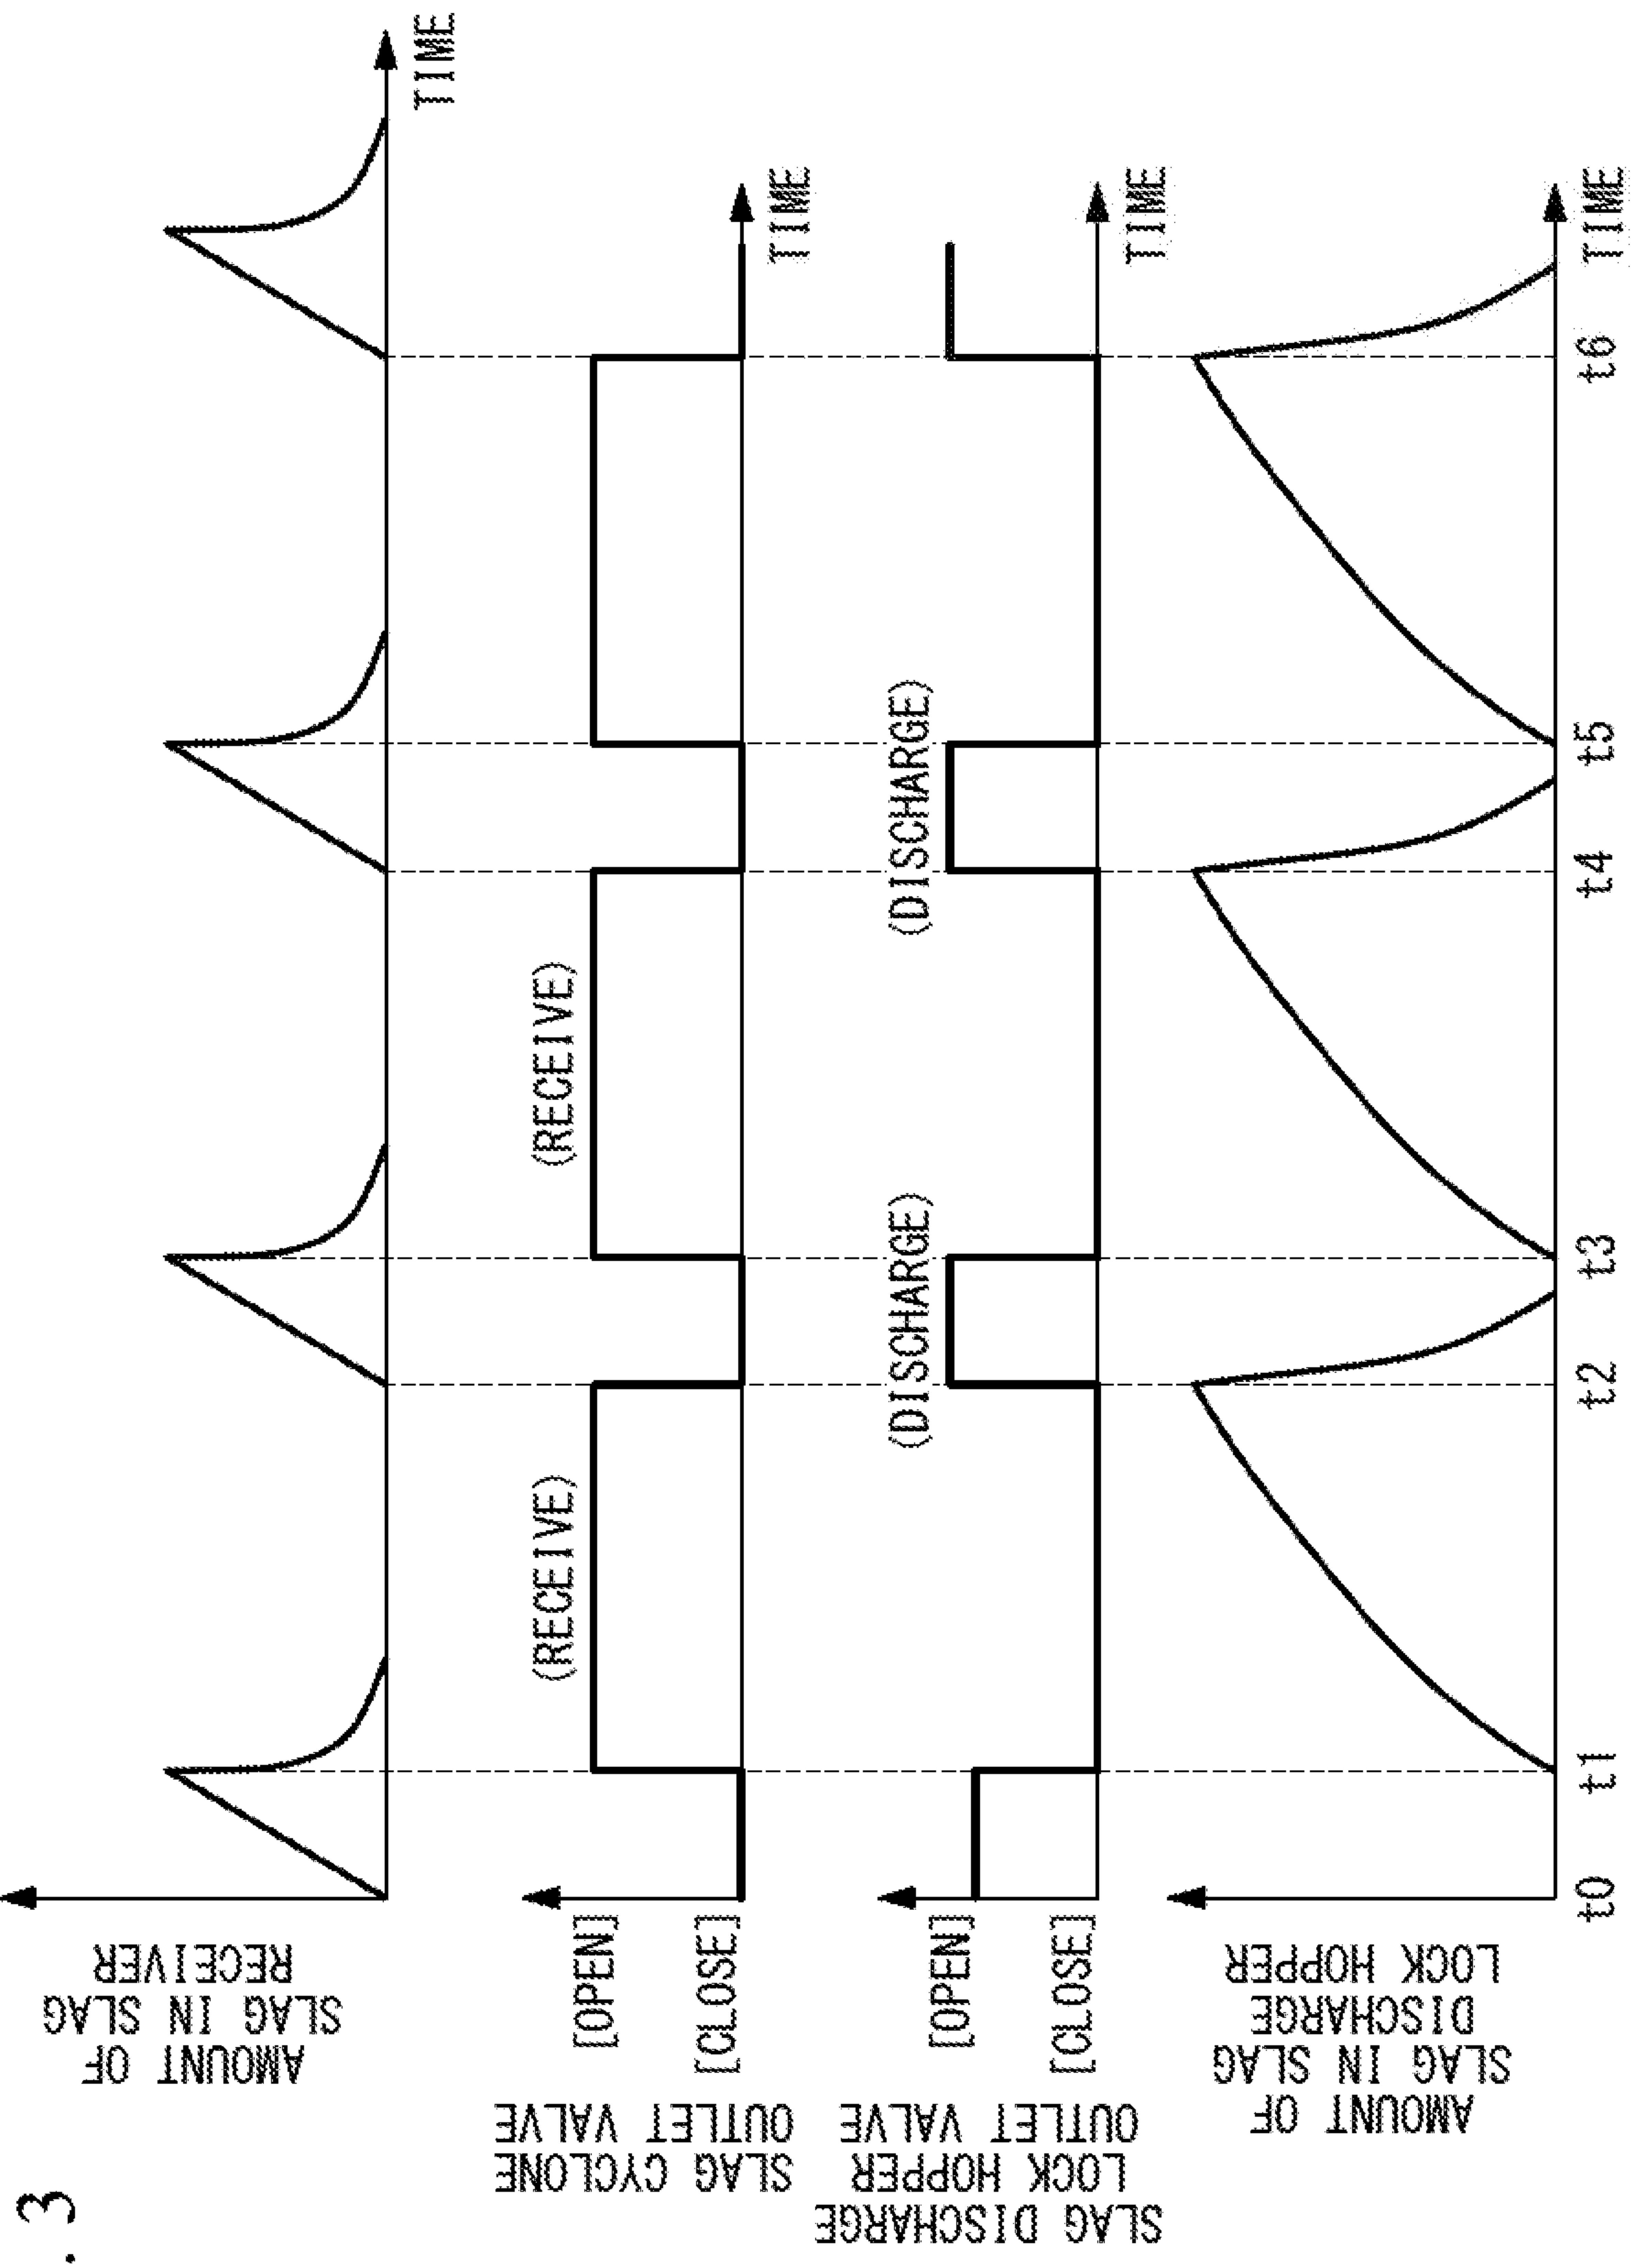 . 3
AMOUNT OF
SLAG IN SLAG
RECEIVER
TIME
SLAG CYCLONE
OUTLET VALVE
[OPEN]
[CLOSE]
(RECEIVE)
(RECEIVE)
TIME
SLAG DISCHARGE
LOCK HOPPER
OUTLET VALVE
[OPEN]
[CLOSE]
(DISCHARGE)
(DISCHARGE)
TIME
AMOUNT OF
SLAG IN SLAG
DISCHARGE
LOCK HOPPER
t0 t1 t2 t3 t4 t5 t6 TIME